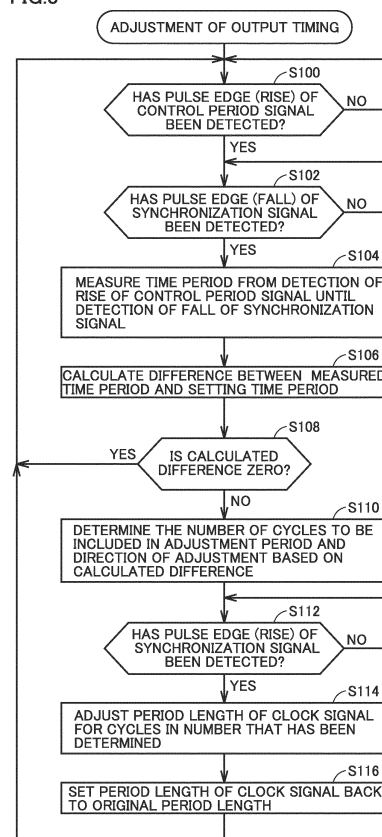 ADJUSTMENT OF OUTPUT TIMING
S100
HAS PULSE EDGE (RISE) OF
CONTROL PERIOD SIGNAL
BEEN DETECTED?
NO
YES
S102
HAS PULSE EDGE (FALL) OF
SYNCHRONIZATION SIGNAL
BEEN DETECTED?
NO
YES
S104
MEASURE TIME PERIOD FROM DETECTION OF
RISE OF CONTROL PERIOD SIGNAL UNTIL
DETECTION OF FALL OF SYNCHRONIZATION
SIGNAL
S106
CALCULATE DIFFERENCE BETWEEN MEASURED
TIME PERIOD AND SETTING TIME PERIOD
S108
YES
IS CALCULATED
DIFFERENCE ZERO?
NO
S110
DETERMINE THE NUMBER OF CYCLES TO BE
INCLUDED IN ADJUSTMENT PERIOD AND
DIRECTION OF ADJUSTMENT BASED ON
CALCULATED DIFFERENCE
S112
HAS PULSE EDGE (RISE) OF
SYNCHRONIZATION SIGNAL
BEEN DETECTED?
NO
YES
S114
ADJUST PERIOD LENGTH OF CLOCK SIGNAL
FOR CYCLES IN NUMBER THAT HAS BEEN
DETERMINED
S116
SET PERIOD LENGTH OF CLOCK SIGNAL BACK
TO ORIGINAL PERIOD LENGTH